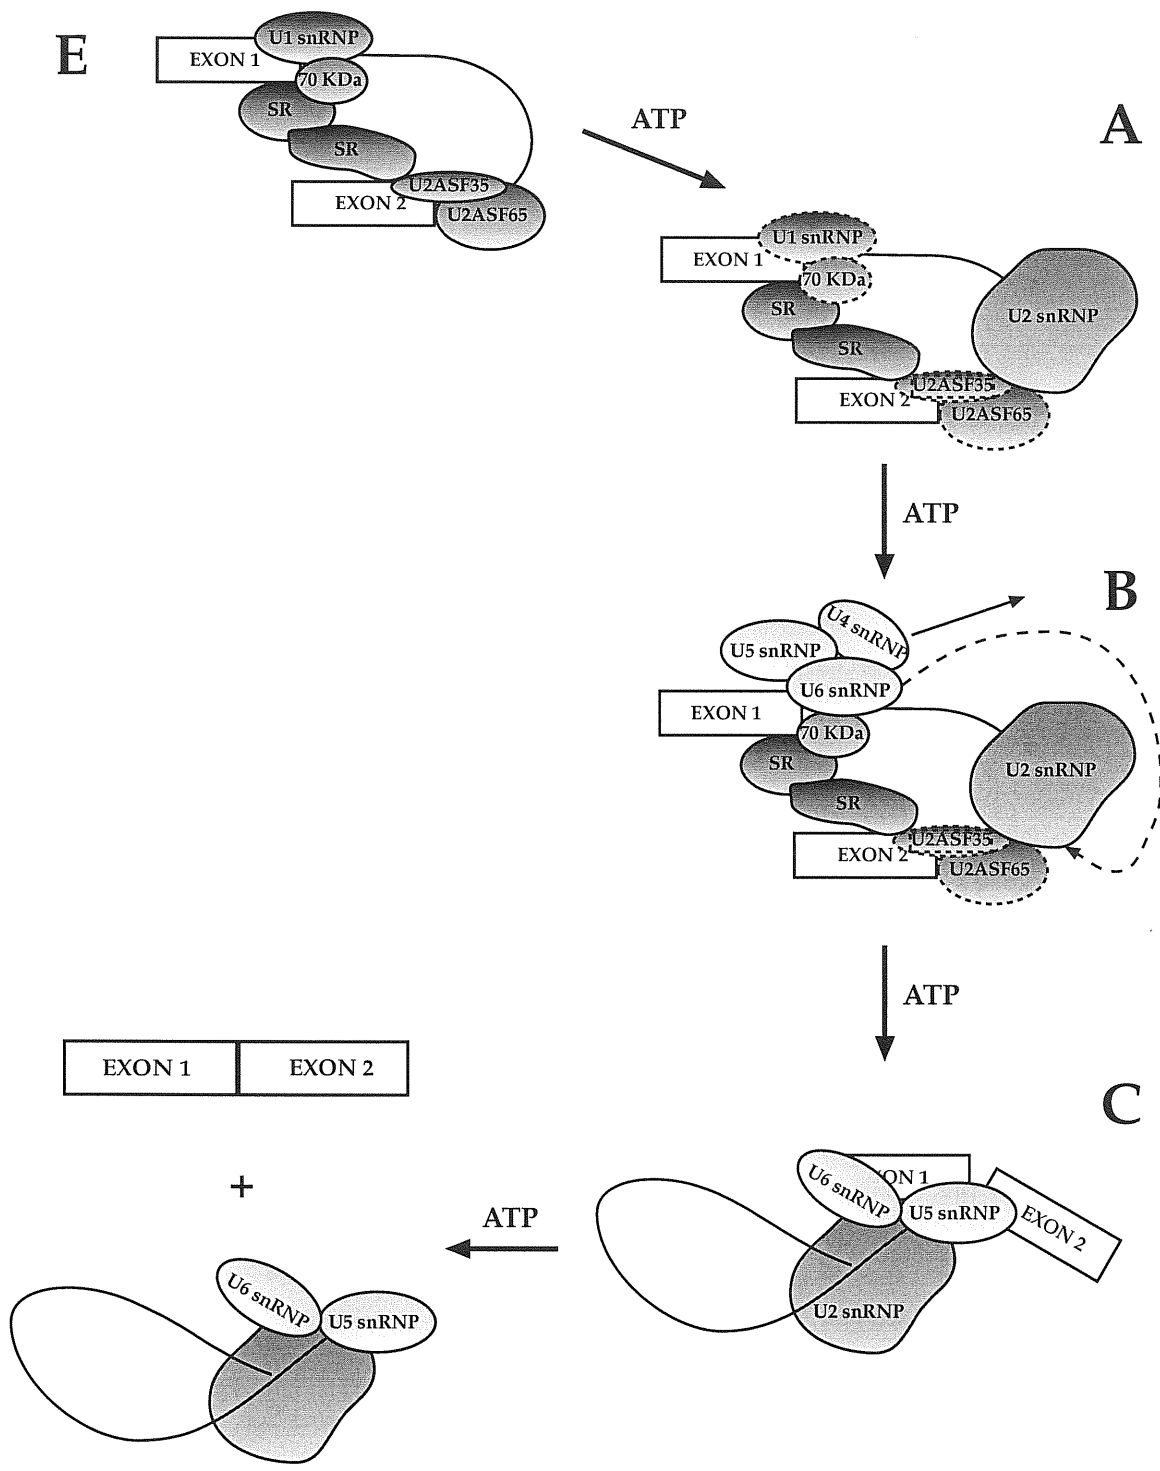 E
U1 snRNP
EXON 1
70 KDa
SR
SR
U2ASF35
EXON 2
U2ASF65
ATP
A
U1 snRNP
EXON 1
70 KDa
SR
U2 snRNP
SR
U2ASF35
EXON 2
U2ASF65
ATP
B
U4 snRNP
U5 snRNP
U6 snRNP
EXON 1
70 KDa
SR
U2 snRNP
SR
U2ASF35
EXON 2
U2ASF65
ATP
C
EXON 1
EXON 2
U6 snRNP
XON 1
U5 snRNP
EXON 2
U2 snRNP
+
ATP
U6 snRNP
U5 snRNP